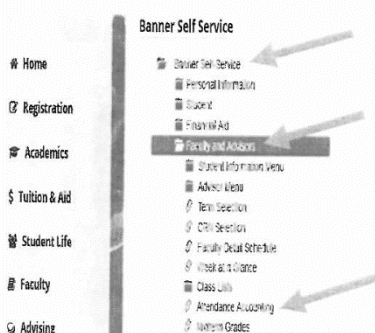 Banner Self Service
Home
Registration
Academics
$ Tuition & Aid
Student Life
Faculty
Advising
Banner Self-Service
Personal Information
Student
Financial Aid
Faculty and Advisors
Student Information Menu
Advisor Menu
Term Selection
CRN Selection
Faculty Detail Schedule
Week at a Glance
Class Lists
Attendance Accounting
Midterm Grades